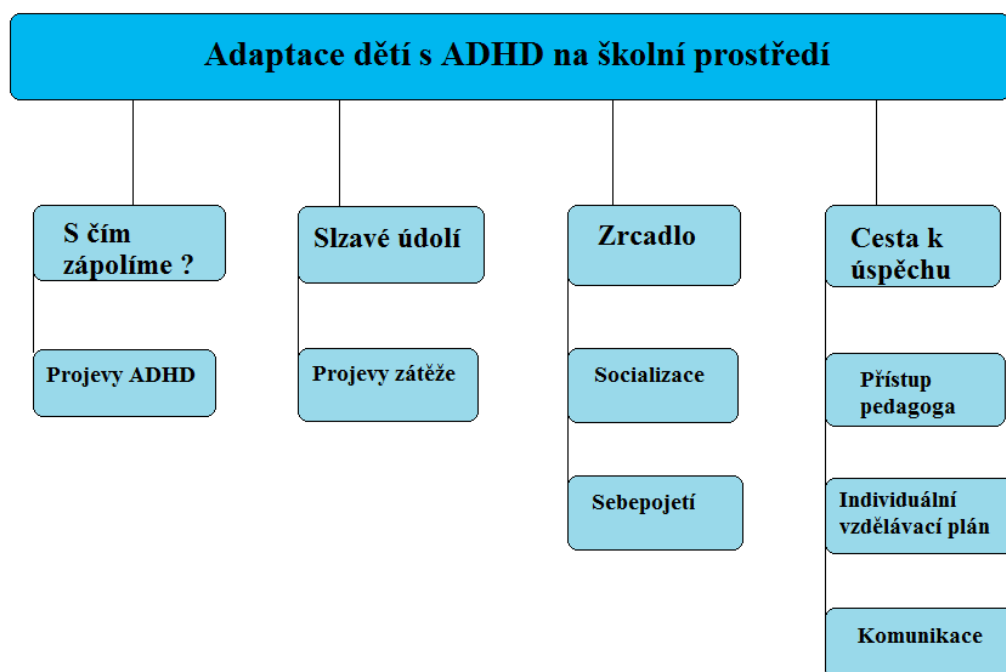 Adaptace dětí s ADHD na školní prostředí
S čím
zápolíme ?
Slzavé údolí
Zrcadlo
Cesta k
úspěchu
Projevy ADHD
Projevy zátěže
Socializace
Přístup
pedagoga
Sebepojetí
Individuální
vzdělávací plán
Komunikace